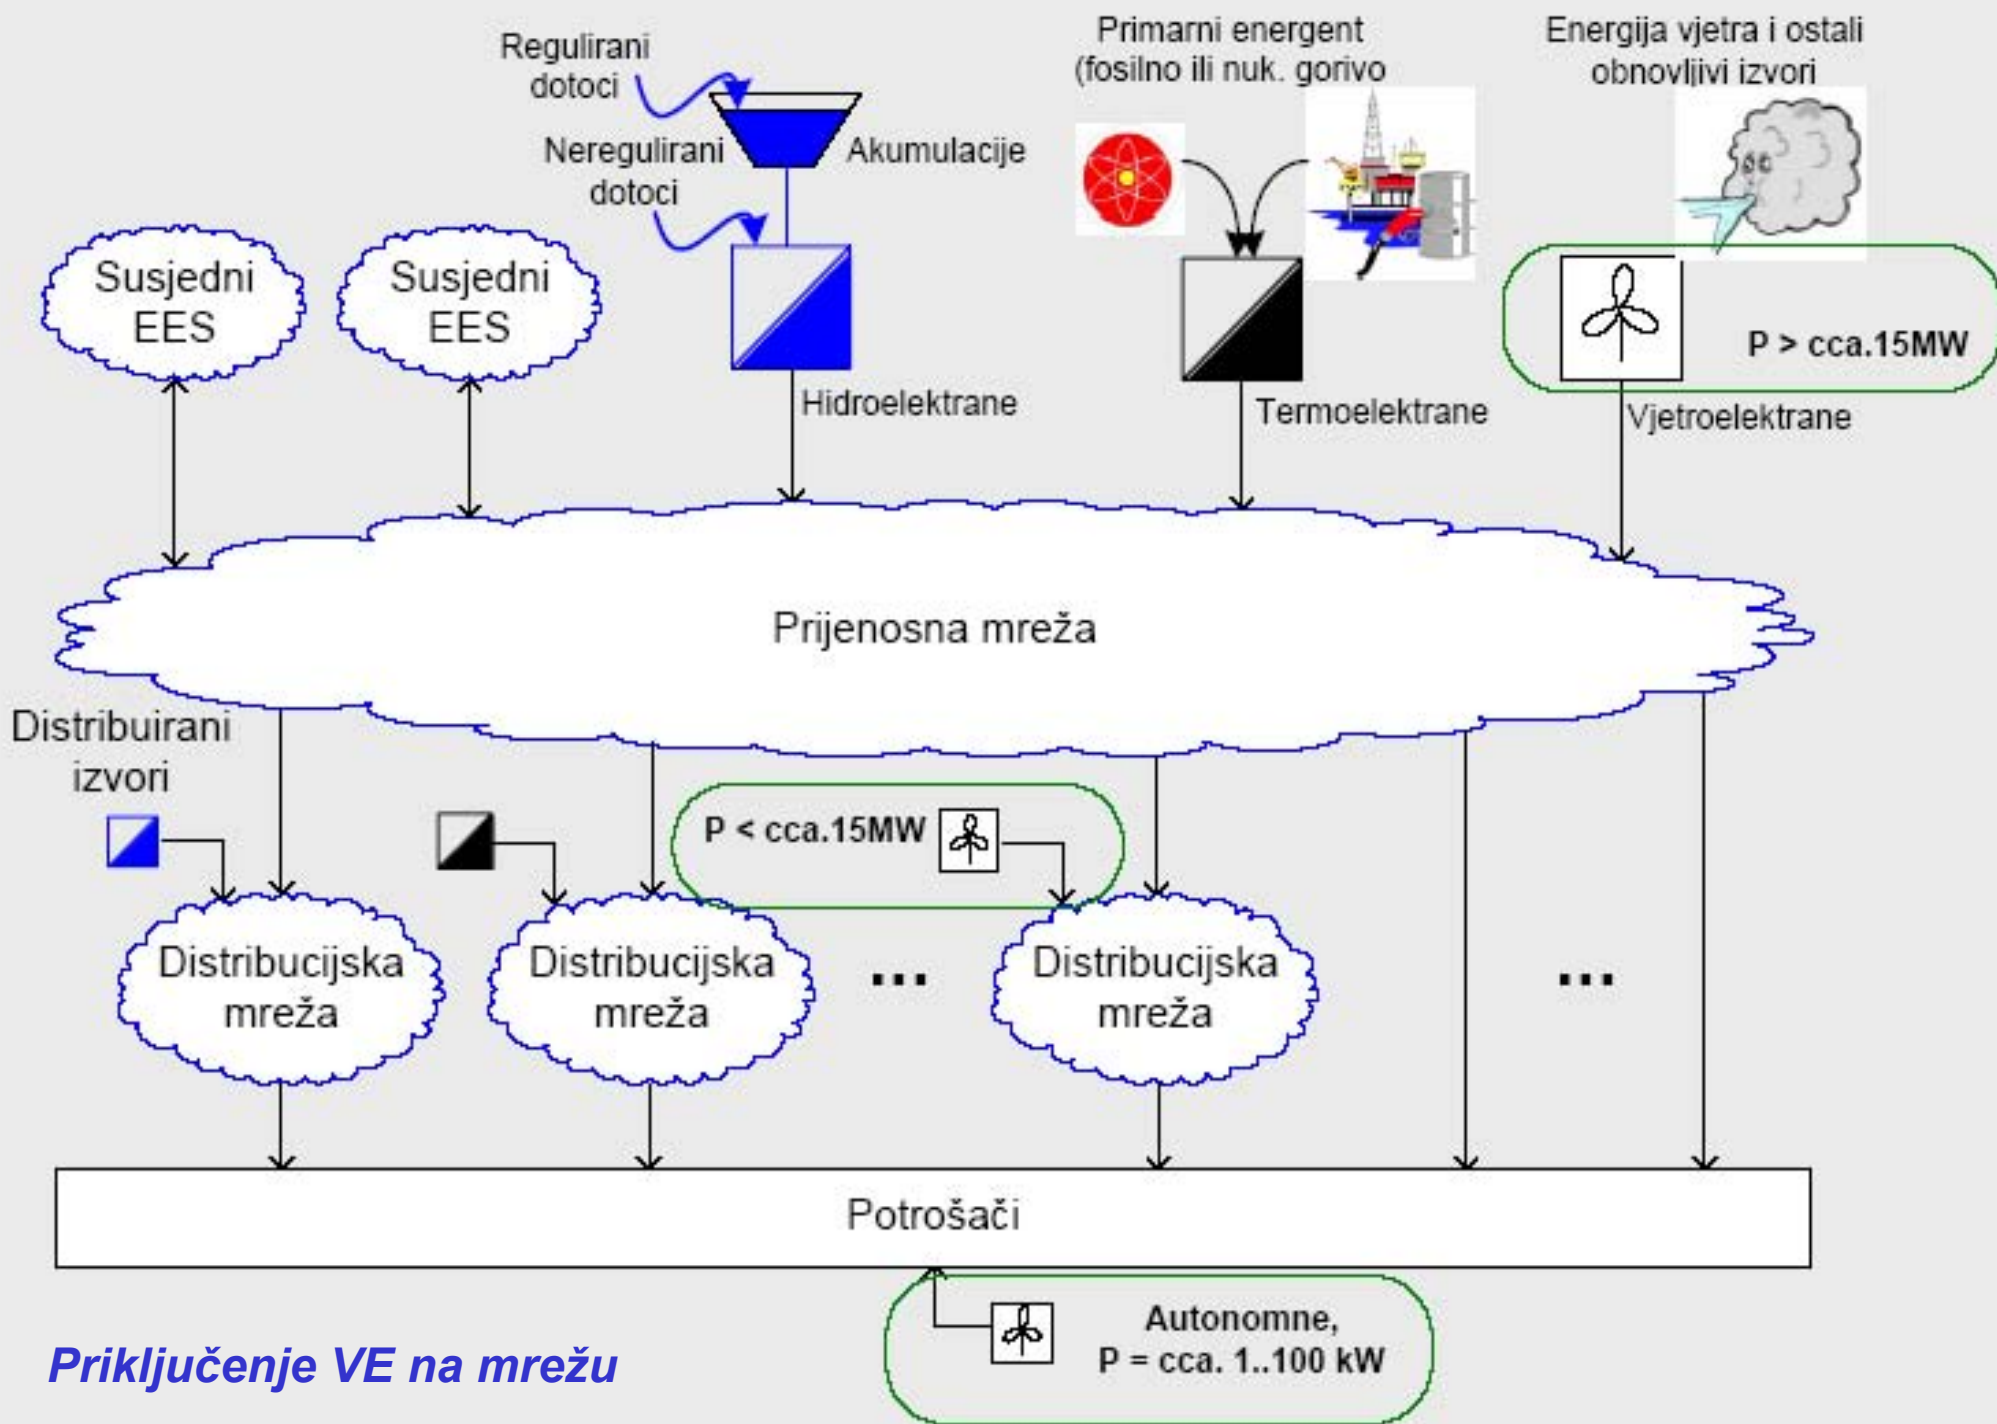 Regulirani
dotoci
Primarni energent
(fosilno ili nuk. gorivo
Energija vjetra i ostali
obnovljivi izvori
Neregulirani
dotoci
Akumulacije
Susjedni
EES
Susjedni
EES
P > cca.15MW
Hidroelektrane
Termoelektrane
Vjetroelektrane
Prijenosna mreža
Distribuirani
izvori
P < cca.15MW
Distribucijska
mreža
Distribucijska
mreža
...
Distribucijska
mreža
...
Potrošači
Autonomne,
P = cca. 1..100 kW
Priključenje VE na mrežu